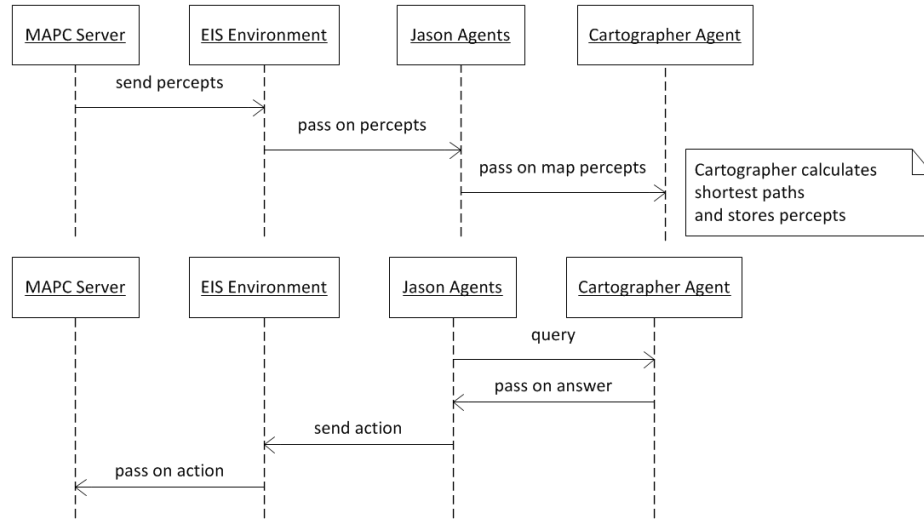 MAPC Server
EIS Environment
Jason Agents
Cartographer Agent
send percepts
pass on percepts
pass on map percepts
Cartographer calculates
shortest paths
and stores percepts
MAPC Server
EIS Environment
Jason Agents
Cartographer Agent
query
pass on answer
send action
pass on action